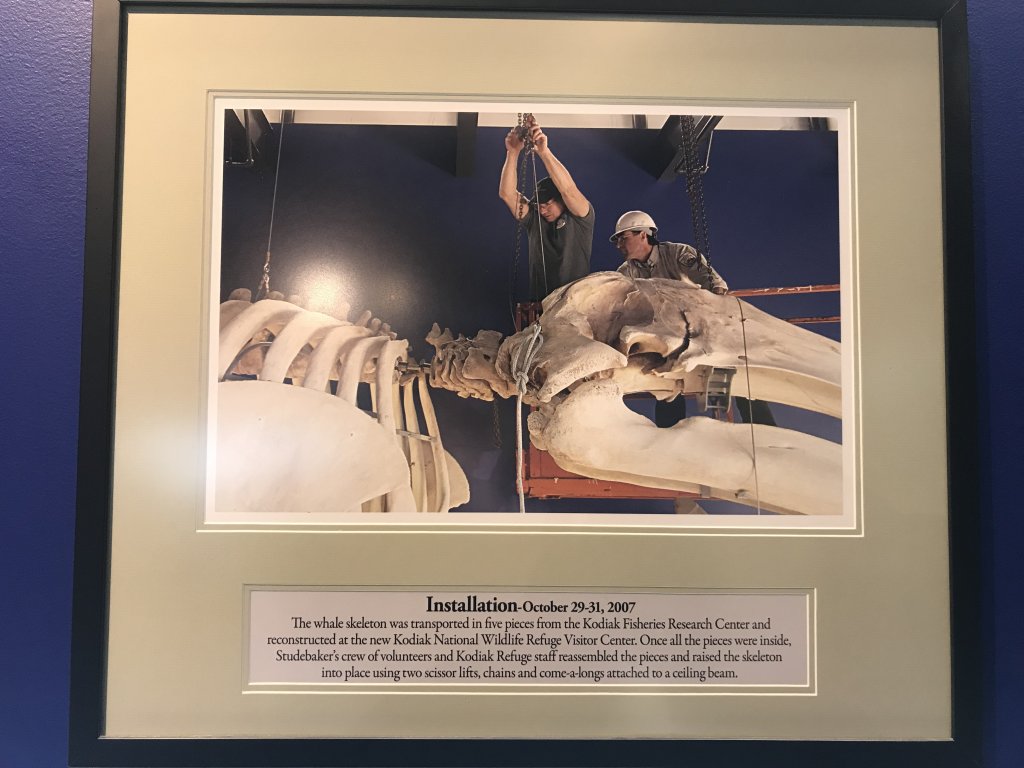 Installation-October 29-31, 2007
The whale skeleton was transported in five pieces from the Kodiak Fisheries Research Center and
reconstructed at the new Kodiak National Wildlife Refuge Visitor Center. Once all the pieces were inside,
Studebaker's crew of volunteers and Kodiak Refuge staff reassembled the pieces and raised the skeleton
into place using two scissor lifts, chains and come-a-longs attached to a ceiling beam.